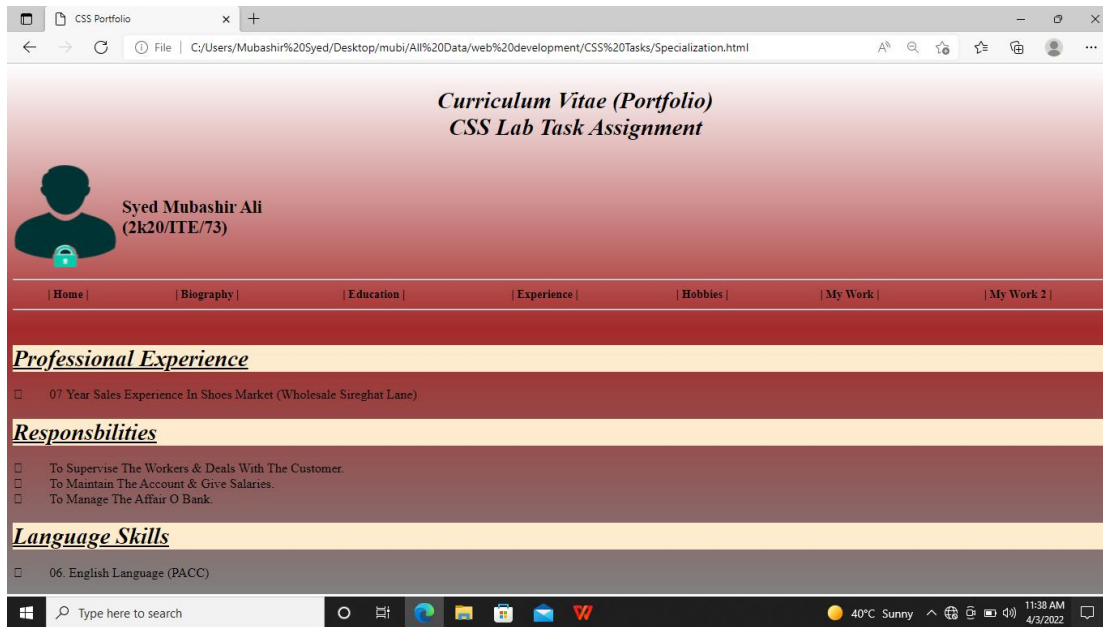 CSS Portfolio
File | C:/Users/Mubashir%20Syed/Desktop/mubi/All%20Data/web%20development/CSS%20Tasks/Specialization.html
Curriculum Vitae (Portfolio)
CSS Lab Task Assignment
Syed Mubashir Ali
(2k20/ITE/73)
| Home | | Biography | | Education | | Experience | | Hobbies | | My Work | | My Work 2 |
Professional Experience
07 Year Sales Experience In Shoes Market (Wholesale Sireghat Lane)
Responsbilities
To Supervise The Workers & Deals With The Customer.
To Maintain The Account & Give Salaries.
To Manage The Affair O Bank.
Language Skills
06. English Language (PACC)
Type here to search
40°C Sunny
11:38 AM
4/3/2022